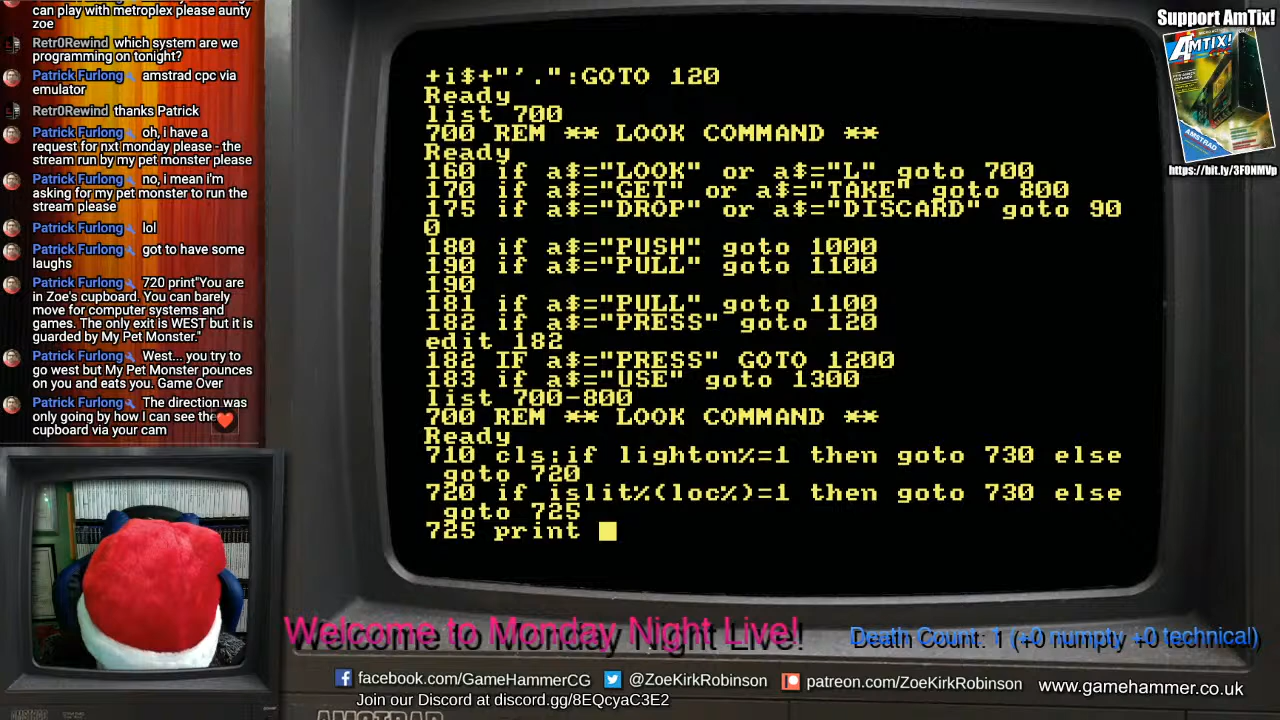 can play with metroplex please aunty
zoe
Retr0Rewind which system are we
programming on tonight?
Patrick Furlong amstrad cpc via
emulator
Retr0Rewind thanks Patrick
Patrick Furlong oh, i have a
request for nxt monday please - the
stream run by my pet monster please
Patrick Furlong no, i mean i'm
asking for my pet monster to run the
stream please
Patrick Furlong lol
Patrick Furlong got to have some
laughs
Patrick Furlong 720 print"You are
in Zoe's cupboard. You can barely
move for computer systems and
games. The only exit is WEST but it is
guarded by My Pet Monster."
Patrick Furlong West... you try to
go west but My Pet Monster pounces
on you and eats you. Game Over
Patrick Furlong The direction was
only going by how I can see the
cupboard via your cam
+i$+"'.":GOTO 120
Ready
list 700
700 REM ** LOOK COMMAND **
Ready
160 if a$="LOOK" or a$="L" goto 700
170 if a$="GET" or a$="TAKE" goto 800
175 if a$="DROP" or a$="DISCARD" goto 90
0
180 if a$="PUSH" goto 1000
190 if a$="PULL" goto 1100
190
181 if a$="PULL" goto 1100
182 if a$="PRESS" goto 120
edit 182
182 IF a$="PRESS" GOTO 1200
183 if a$="USE" goto 1300
list 700-800
700 REM ** LOOK COMMAND **
Ready
710 cls:if lighton%=1 then goto 730 else
goto 720
720 if islit%(loc%)=1 then goto 730 else
goto 725
725 print
Support AmTix!
AMTIX!
AMSTRAD
https://bit.ly/3F0NMVp
Welcome to Monday Night Live!
Death Count: 1 (+0 numpty +0 technical)
facebook.com/GameHammerCG
@ZoeKirkRobinson
patreon.com/ZoeKirkRobinson
www.gamehammer.co.uk
Join our Discord at discord.gg/8EQcyaC3E2
AMSTRAD